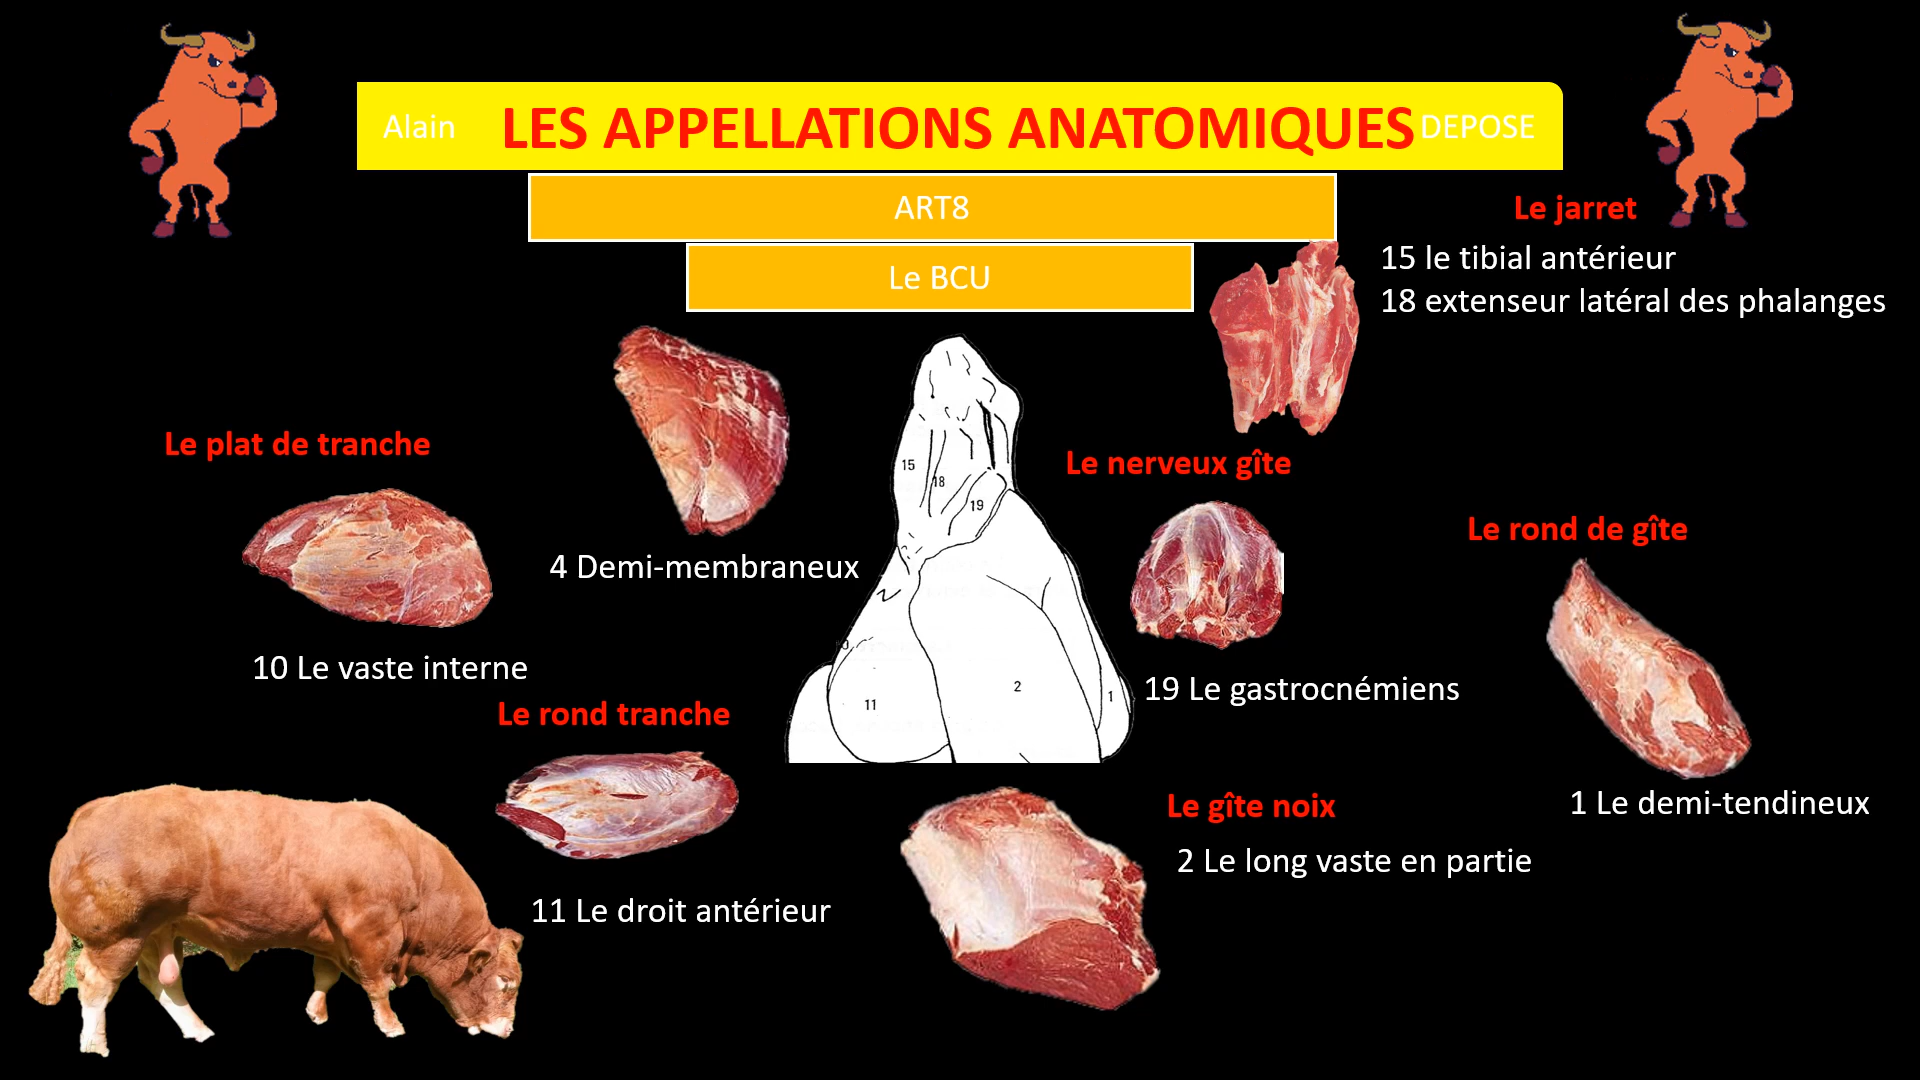 Alain LES APPELLATIONS ANATOMIQUES DEPOSE
ART8
Le BCU
Le jarret
15 le tibial antérieur
18 extenseur latéral des phalanges
Le plat de tranche
Le nerveux gîte
15
18
19
Le rond de gîte
4 Demi-membraneux
10 Le vaste interne
2
11
1
19 Le gastrocnémiens
Le rond tranche
Le gîte noix
1 Le demi-tendineux
2 Le long vaste en partie
11 Le droit antérieur